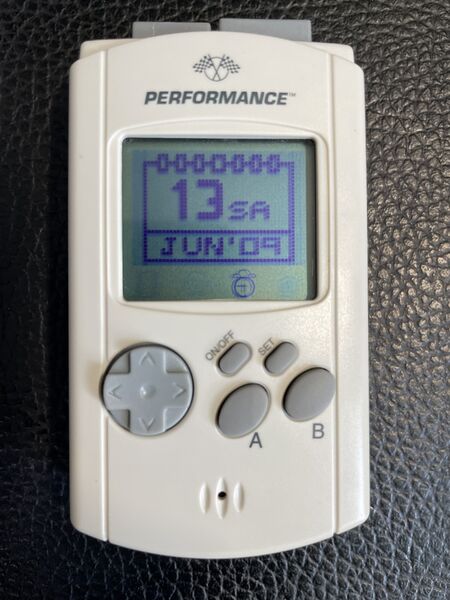 PERFORMANCE™
13 SA
JUN'09
ON/OFF
SET
A
B